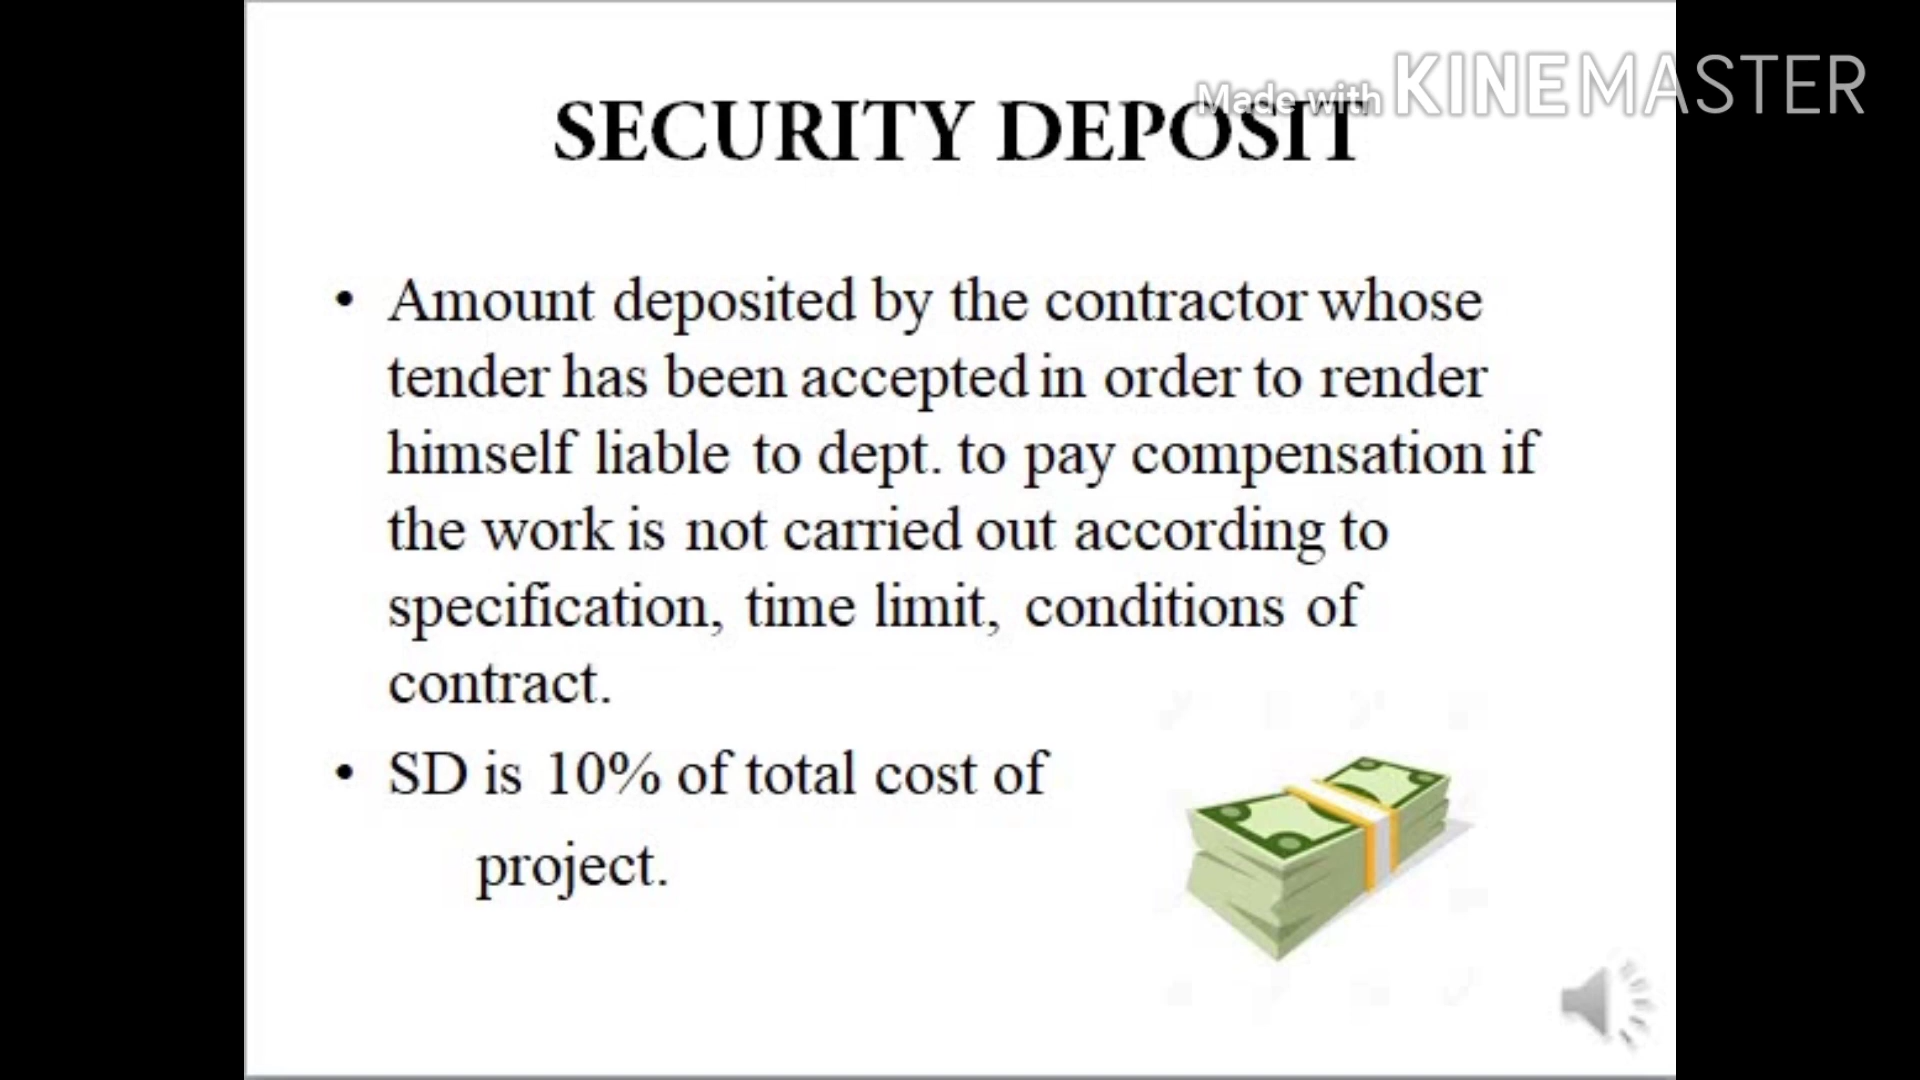 Made with KINEMASTER
SECURITY DEPOSIT
• Amount deposited by the contractor whose
tender has been accepted in order to render
himself liable to dept. to pay compensation if
the work is not carried out according to
specification, time limit, conditions of
contract.
• SD is 10% of total cost of
project.